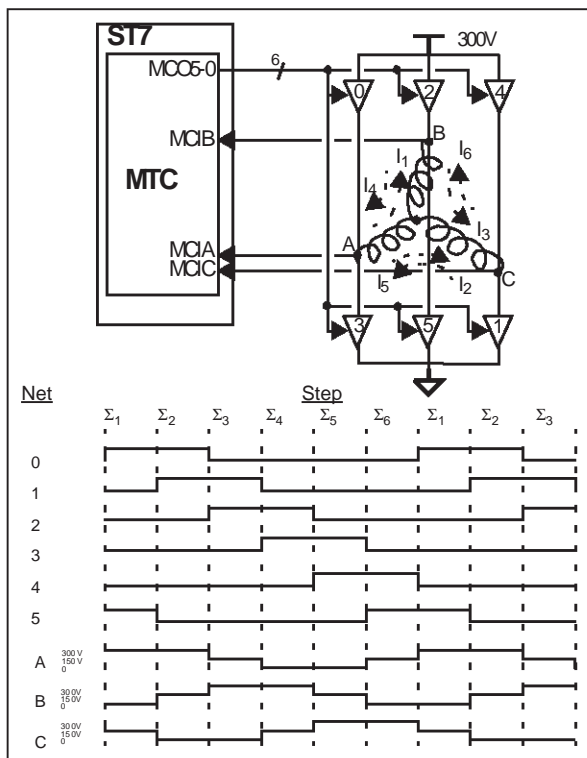 ST7
300V
MCO5-0
6
0
2
4
MCIB
B
I1
I6
MTC
I4
I3
MCIA
A
MCIC
I5
I2
C
3
5
1
Net
Step
Σ1 Σ2 Σ3 Σ4 Σ5 Σ6 Σ1 Σ2 Σ3
0
1
2
3
4
5
A 300V 150V 0
B 300V 150V 0
C 300V 150V 0